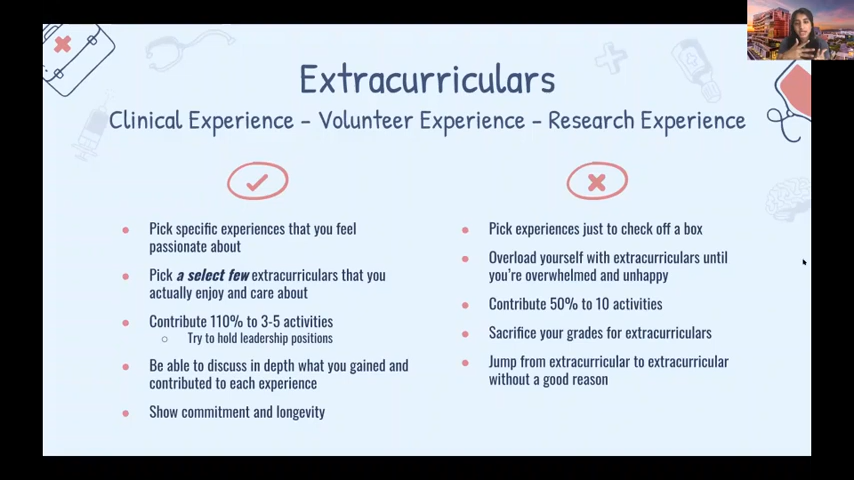 Extracurriculars
Clinical Experience - Volunteer Experience - Research Experience
Pick specific experiences that you feel
passionate about
Pick a select few extracurriculars that you
actually enjoy and care about
Contribute 110% to 3-5 activities
Try to hold leadership positions
Be able to discuss in depth what you gained and
contributed to each experience
Show commitment and longevity
Pick experiences just to check off a box
Overload yourself with extracurriculars until
you're overwhelmed and unhappy
Contribute 50% to 10 activities
Sacrifice your grades for extracurriculars
Jump from extracurricular to extracurricular
without a good reason